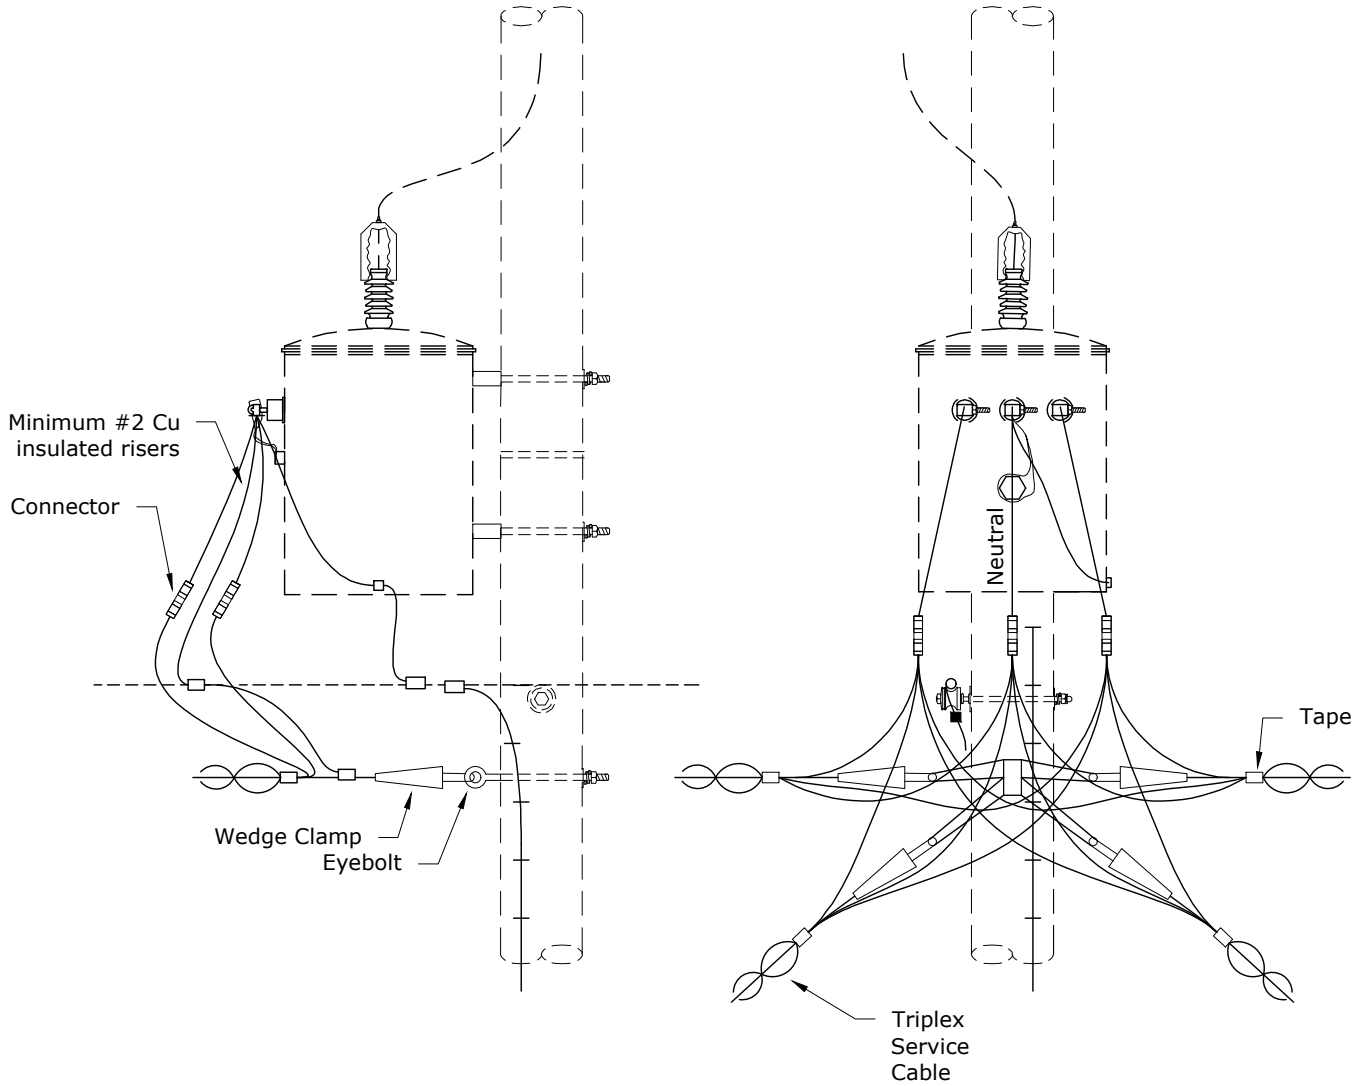 Minimum #2 Cu
insulated risers
Connector
Wedge Clamp
Eyebolt
Neutral
Tape
Triplex
Service
Cable